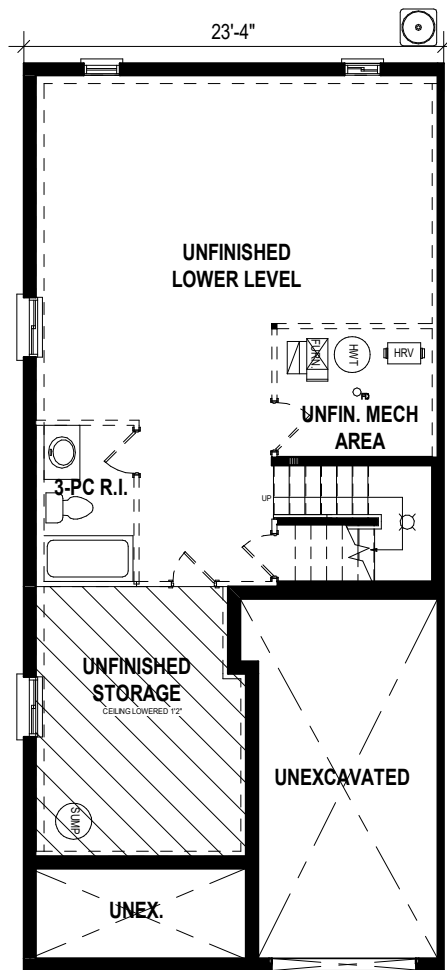 23'-4"
UNFINISHED
LOWER LEVEL
FURN.
HWT
HRV
FD
UNFIN. MECH
AREA
3-PC R.I.
UP
UNFINISHED
STORAGE
CEILING LOWERED 1'2"
UNEXCAVATED
SUMP
UNEX.